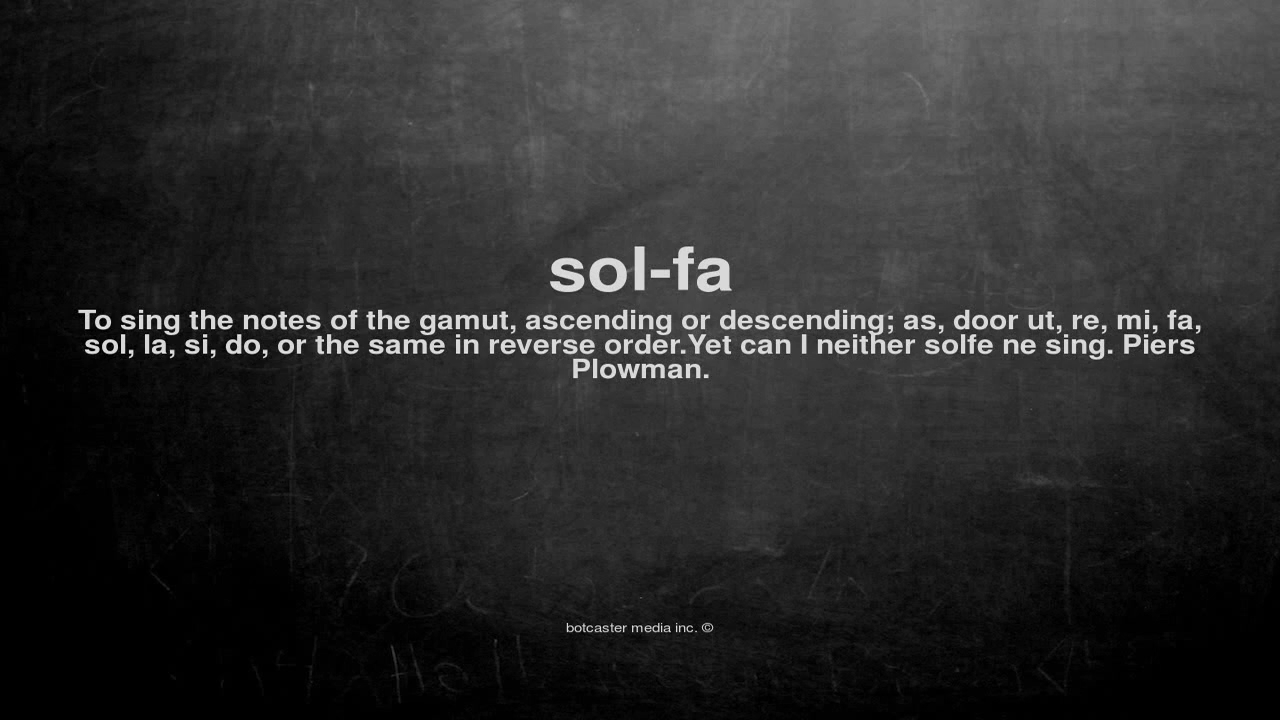 sol-fa
To sing the notes of the gamut, ascending or descending; as, door ut, re, mi, fa,
sol, la, si, do, or the same in reverse order.Yet can I neither solfe ne sing. Piers
Plowman.
botcaster media inc. ©